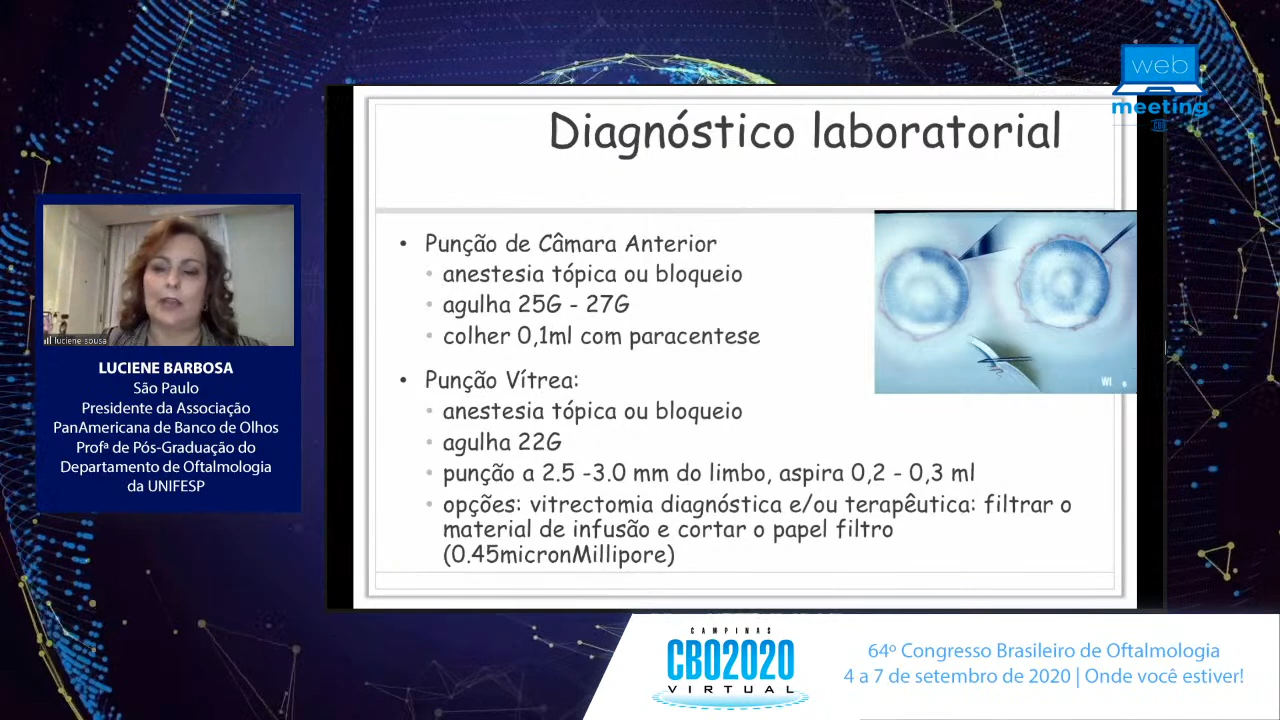 web
meeting
Diagnóstico laboratorial
• Punção de Câmara Anterior
• anestesia tópica ou bloqueio
• agulha 25G - 27G
• colher 0,1ml com paracentese
• Punção Vítrea:
• anestesia tópica ou bloqueio
• agulha 22G
• punção a 2.5 -3.0 mm do limbo, aspira 0,2 - 0,3 ml
• opções: vitrectomia diagnóstica e/ou terapêutica: filtrar o
material de infusão e cortar o papel filtro
(0.45micronMillipore)
luciene sousa
LUCIENE BARBOSA
São Paulo
Presidente da Associação
PanAmericana de Banco de Olhos
Profª de Pós-Graduação do
Departamento de Oftalmologia
da UNIFESP
CAMPINAS
CBO2020
VIRTUAL
64º Congresso Brasileiro de Oftalmologia
4 a 7 de setembro de 2020 | Onde você estiver!